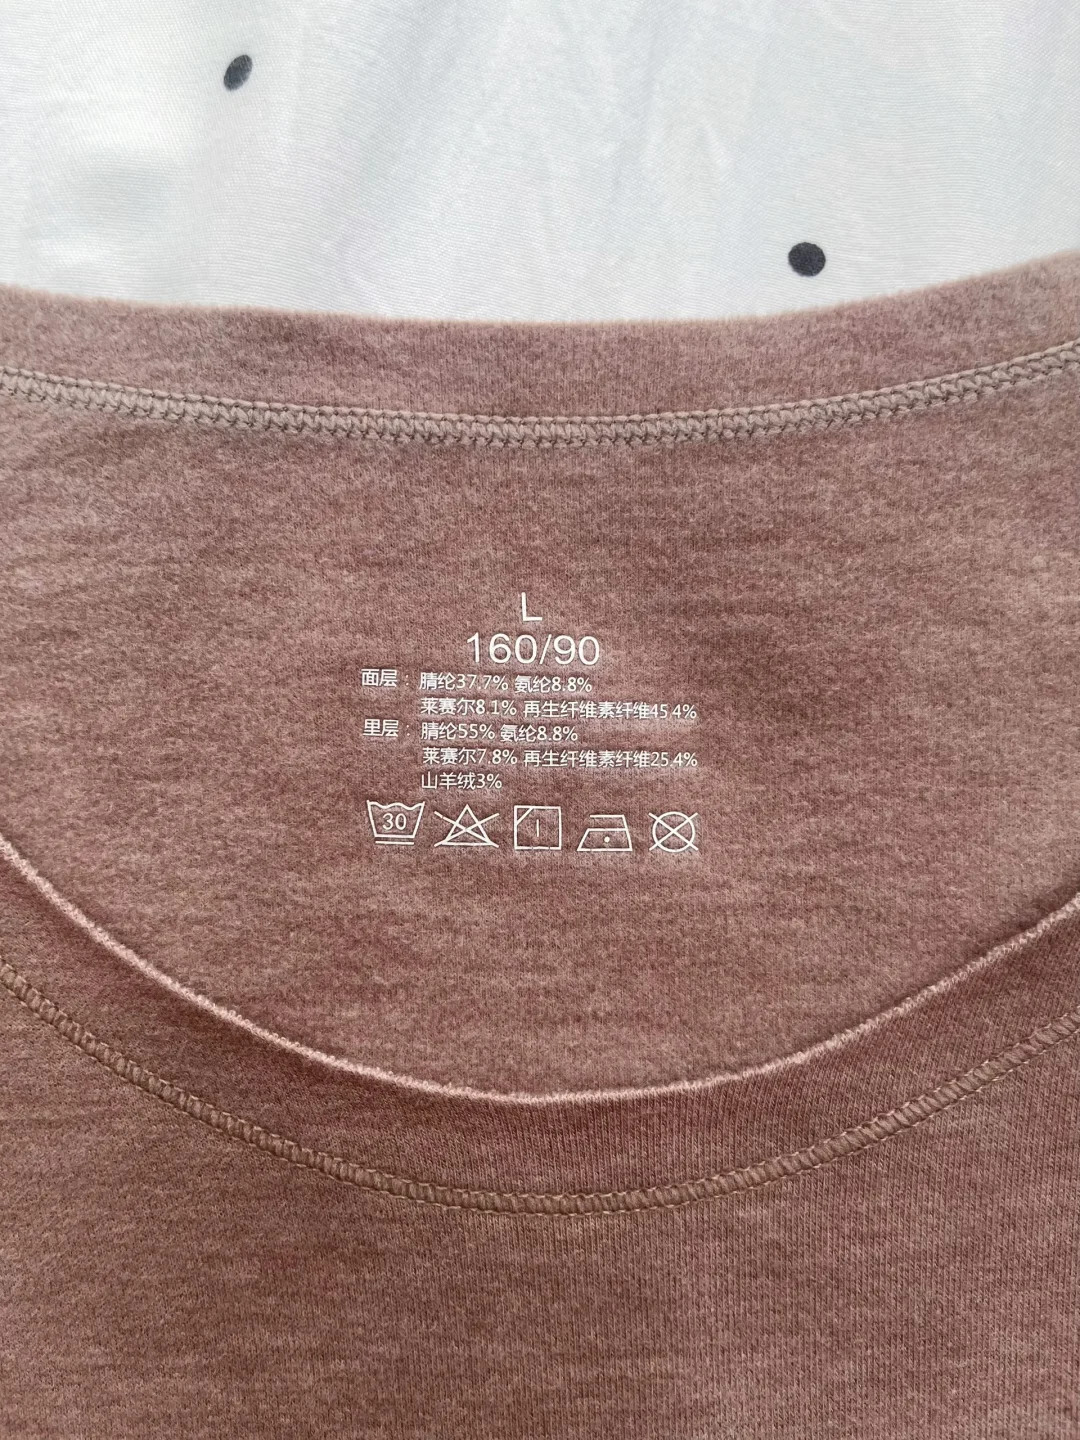 L
160/90
面层：腈纶37.7% 氨纶8.8%
莱赛尔8.1% 再生纤维素纤维45.4%
里层：腈纶55% 氨纶8.8%
莱赛尔7.8% 再生纤维素纤维25.4%
山羊绒3%
30